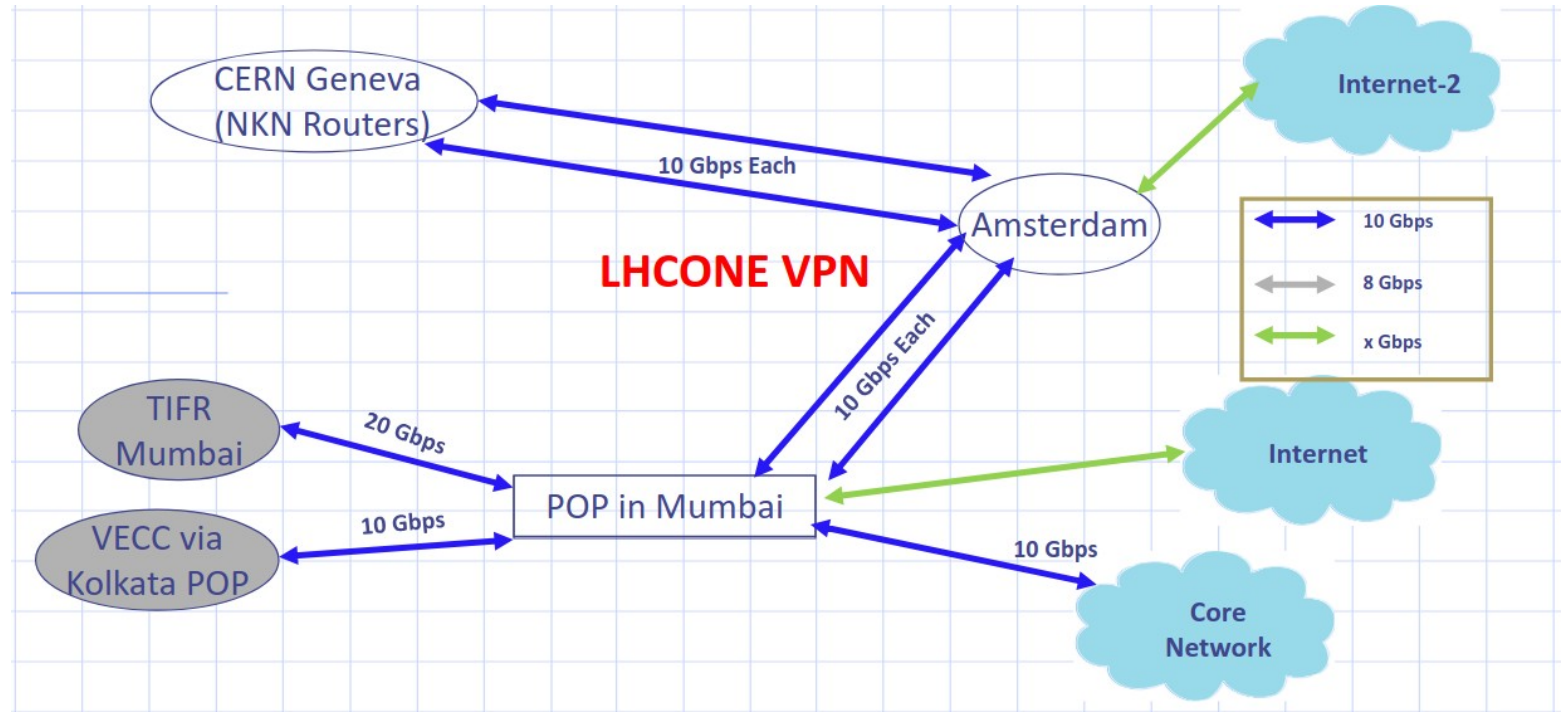 CERN Geneva
(NKN Routers)
Internet-2
10 Gbps Each
Amsterdam
10 Gbps
8 Gbps
x Gbps
LHCONE VPN
10 Gbps Each
TIFR
Mumbai
20 Gbps
Internet
POP in Mumbai
VECC via
Kolkata POP
10 Gbps
10 Gbps
Core
Network